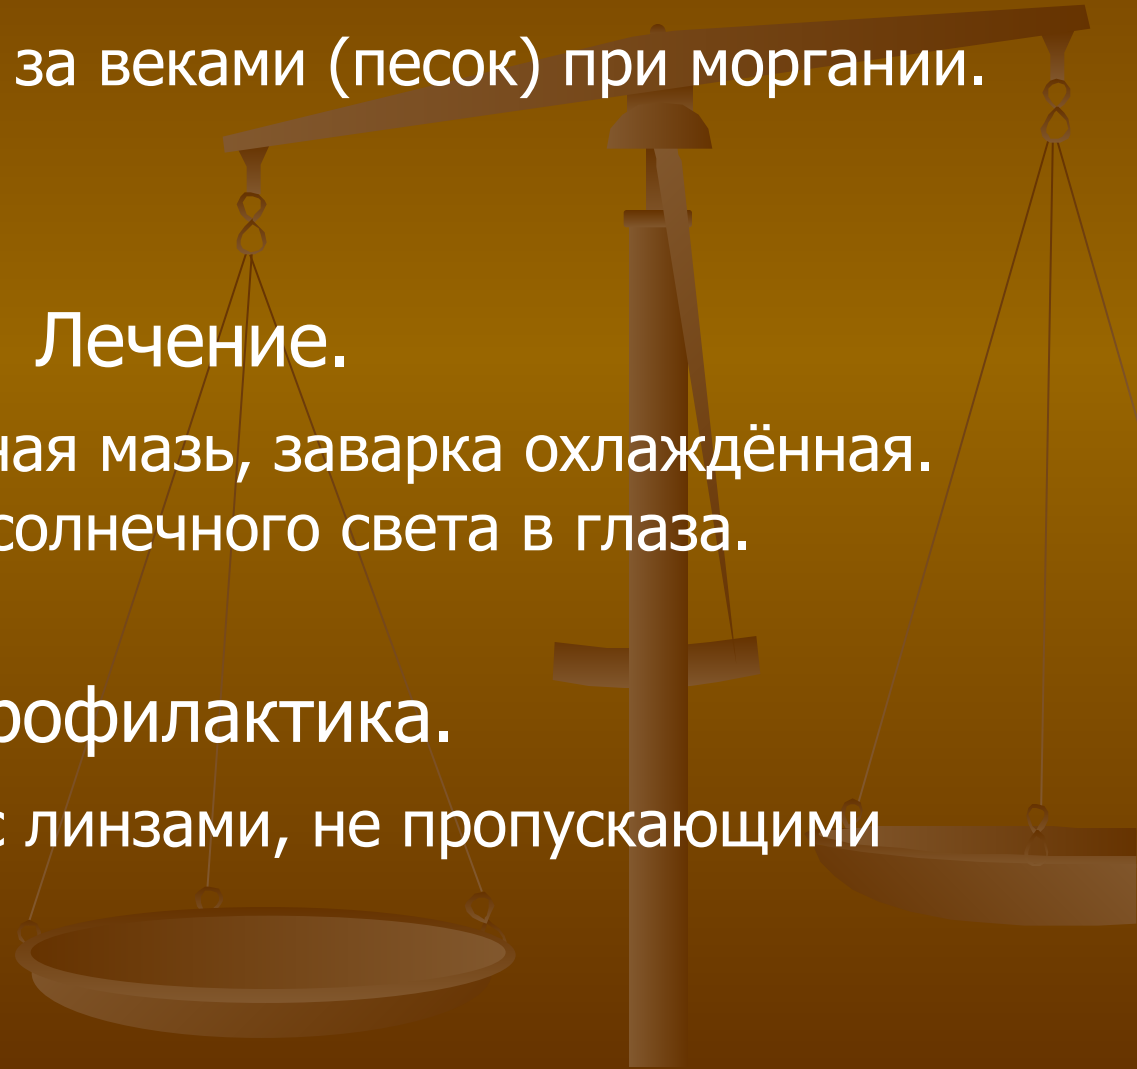 за веками (песок) при моргании.
Лечение.
ная мазь, заварка охлаждённая.
солнечного света в глаза.
рофилактика.
с линзами, не пропускающими